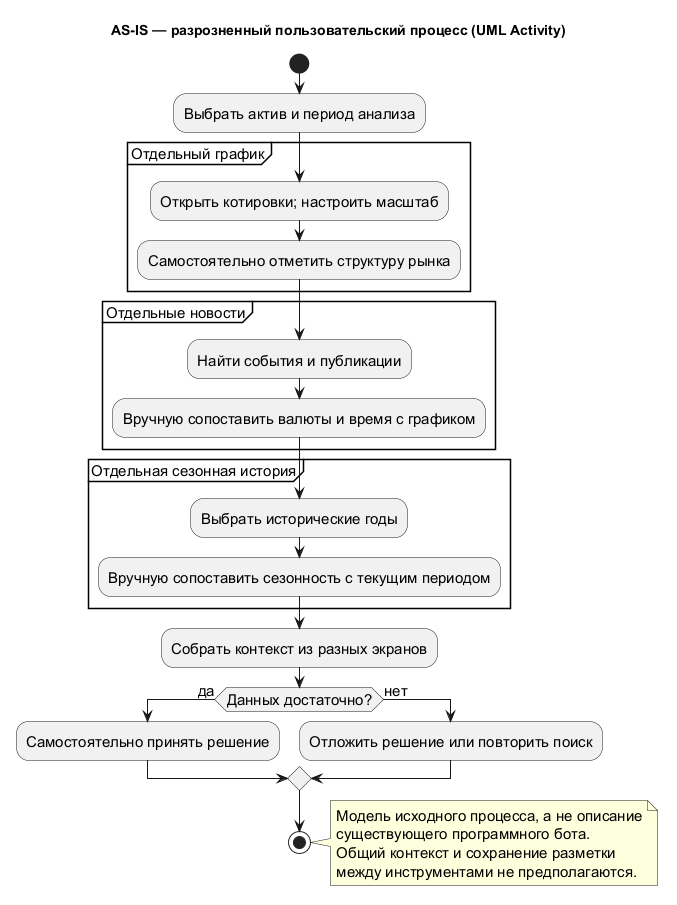 AS-IS — разрозненный пользовательский процесс (UML Activity)
Выбрать актив и период анализа
Отдельный график
Открыть котировки; настроить масштаб
Самостоятельно отметить структуру рынка
Отдельные новости
Найти события и публикации
Вручную сопоставить валюты и время с графиком
Отдельная сезонная история
Выбрать исторические годы
Вручную сопоставить сезонность с текущим периодом
Собрать контекст из разных экранов
да
Данных достаточно?
нет
Самостоятельно принять решение
Отложить решение или повторить поиск
Модель исходного процесса, а не описание
существующего программного бота.
Общий контекст и сохранение разметки
между инструментами не предполагаются.